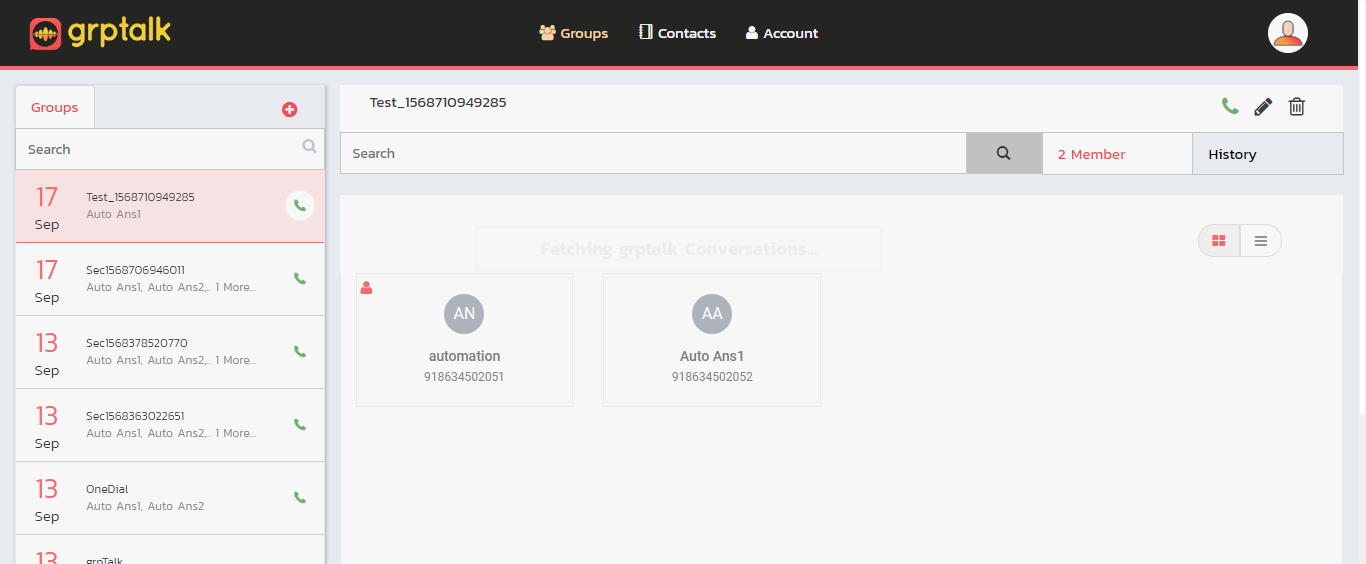 grptalk
Groups
Contacts
Account
Groups
Search
17
Sep
Test_1568710949285
Auto Ans1
17
Sep
Sec1568706946011
Auto Ans1, Auto Ans2,.. 1 More...
13
Sep
Sec1568378520770
Auto Ans1, Auto Ans2,.. 1 More...
13
Sep
Sec1568363022651
Auto Ans1, Auto Ans2,.. 1 More...
13
Sep
OneDial
Auto Ans1, Auto Ans2
13
grpTalk
Test_1568710949285
Search
2 Member
History
Fetching grptalk Conversations...
AN
automation
918634502051
AA
Auto Ans1
918634502052